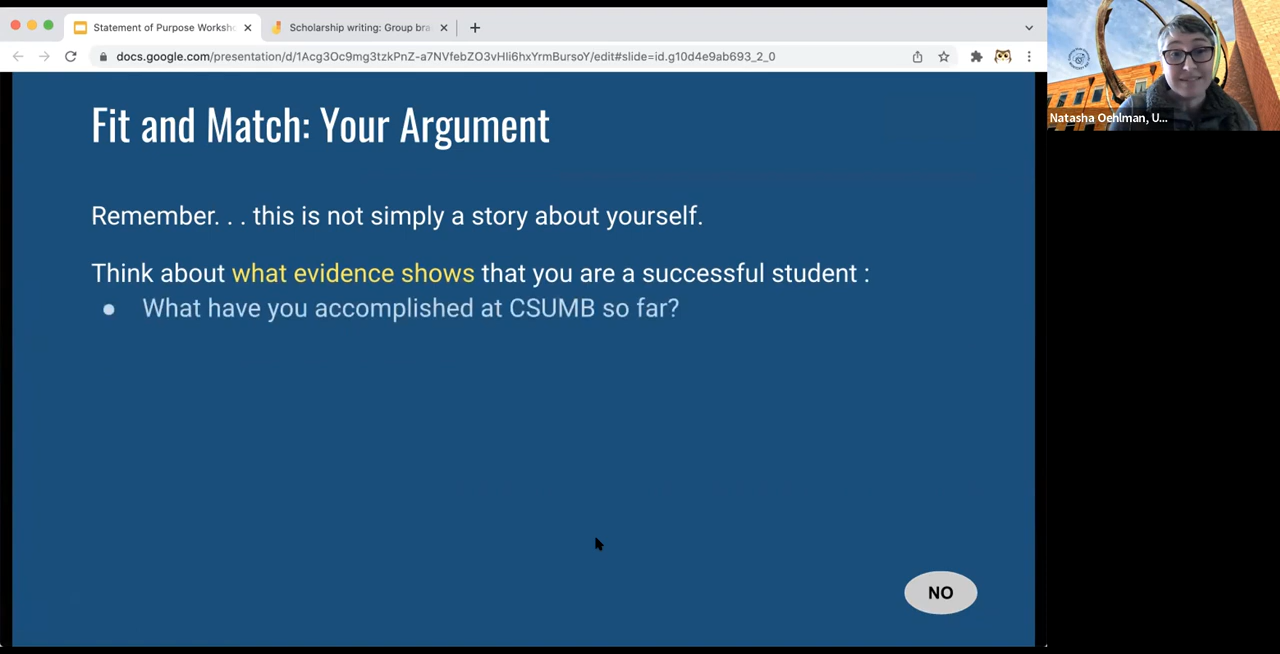 Statement of Purpose Worksh
Scholarship writing: Group bra
docs.google.com/presentation/d/1Acg3Oc9mg3tzkPnZ-a7NVfebZO3vHli6hxYrmBursoY/edit#slide=id.g10d4e9ab693_2_0
Fit and Match: Your Argument
Remember. . . this is not simply a story about yourself.
Think about what evidence shows that you are a successful student :
● What have you accomplished at CSUMB so far?
NO
Natasha Oehlman, U...